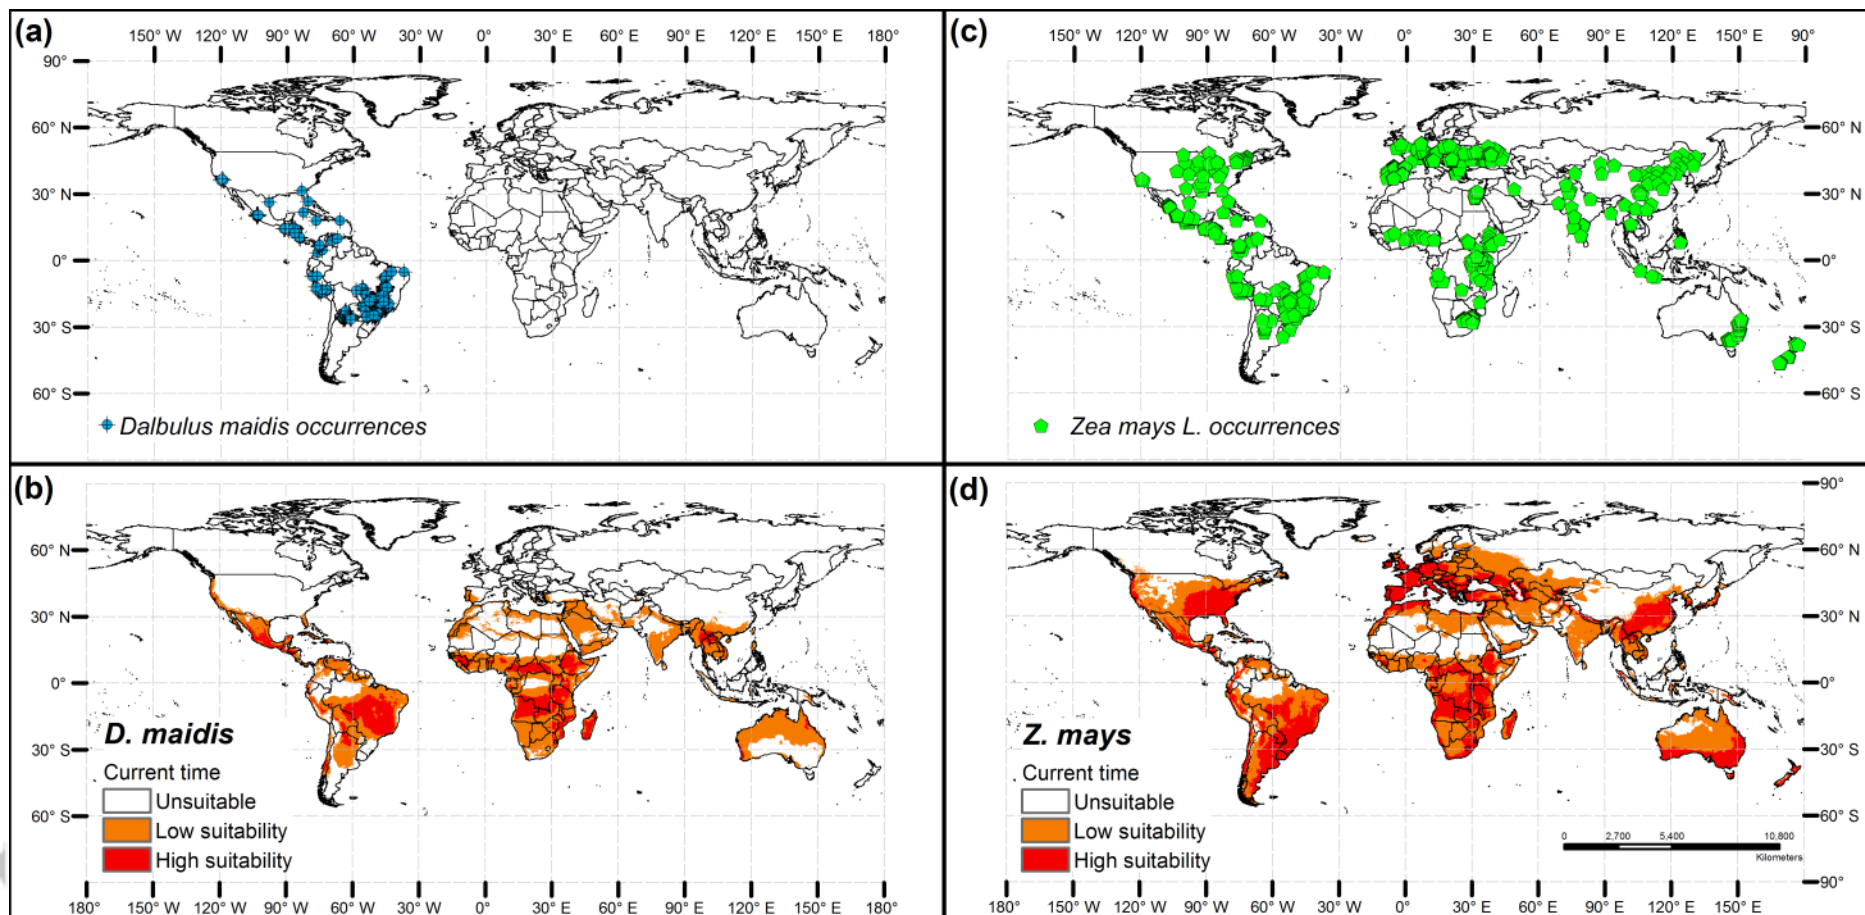 (a)
150° W 120° W 90° W 60° W 30° W 0° 30° E 60° E 90° E 120° E 150° E 180°
90°
60° N
30° N
0°
30° S
60° S
Dalbulus maidis occurrences
(c)
150° W 120° W 90° W 60° W 30° W 0° 30° E 60° E 90° E 120° E 150° E 90°
60° N
30° N
0°
30° S
60° S
Zea mays L. occurrences
(b)
60° N
30° N
0°
30° S
60° S
D. maidis
Current time
Unsuitable
Low suitability
High suitability
180° 150° W 120° W 90° W 60° W 30° W 0° 30° E 60° E 90° E 120° E 150° E 180°
(d)
90°
60° N
30° N
0°
30° S
60° S
90°
Z. mays
Current time
Unsuitable
Low suitability
High suitability
0 2,700 5,400 10,800
Kilometers
180° 150° W 120° W 90° W 60° W 30° W 0° 30° E 60° E 90° E 120° E 150° E